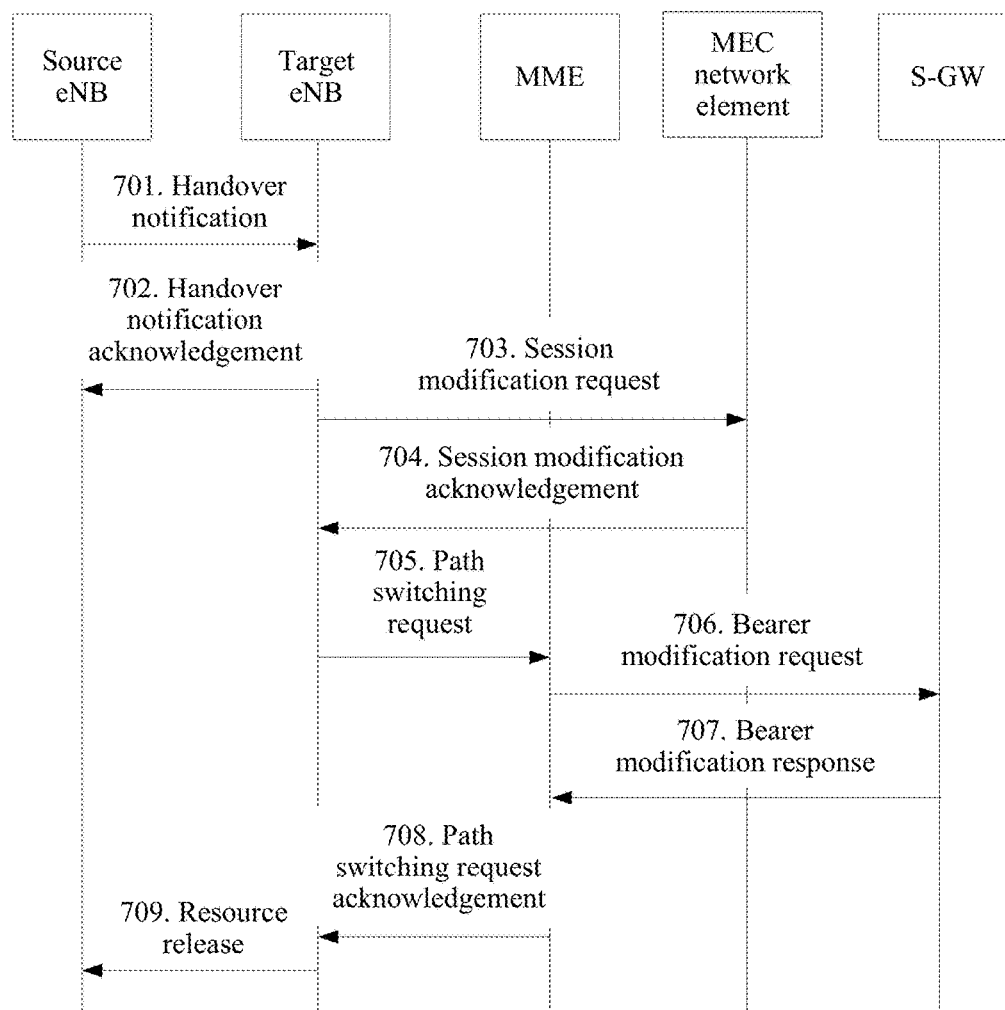 Source
eNB
Target
eNB
MME
MEC
network
element
S-GW
701. Handover
notification
702. Handover
notification
acknowledgement
703. Session
modification request
704. Session modification
acknowledgement
705. Path
switching
request
706. Bearer
modification request
707. Bearer
modification response
708. Path
switching request
acknowledgement
709. Resource
release